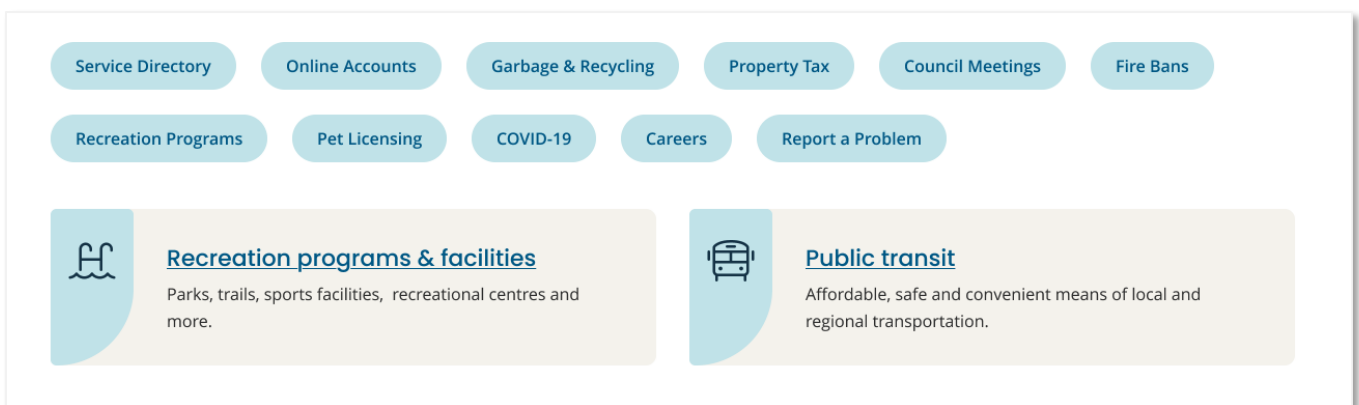 Service Directory Online Accounts Garbage & Recycling Property Tax Council Meetings Fire Bans
Recreation Programs Pet Licensing COVID-19 Careers Report a Problem
Recreation programs & facilities
Parks, trails, sports facilities,  recreational centres and
more.
Public transit
Affordable, safe and convenient means of local and
regional transportation.